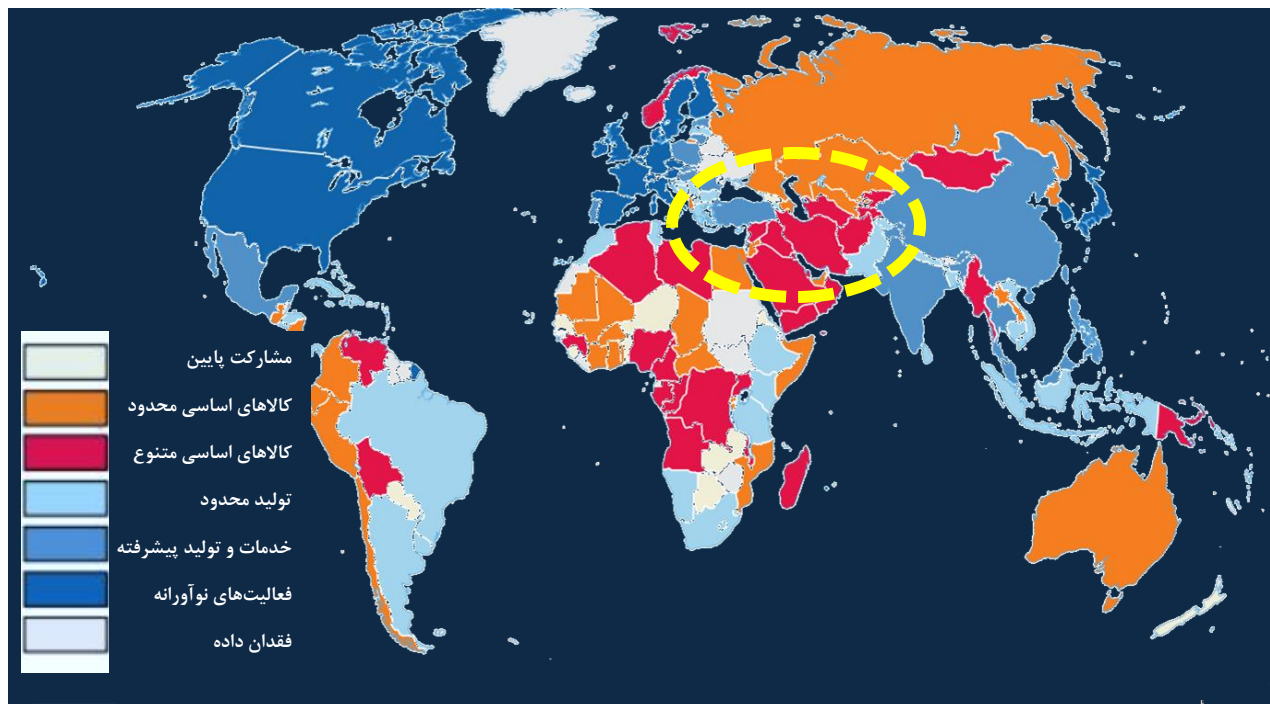 مشارکت پایین
کالاهای اساسی محدود
کالاهای اساسی متنوع
تولید محدود
خدمات و تولید پیشرفته
فعالیت‌های نوآورانه
فقدان داده